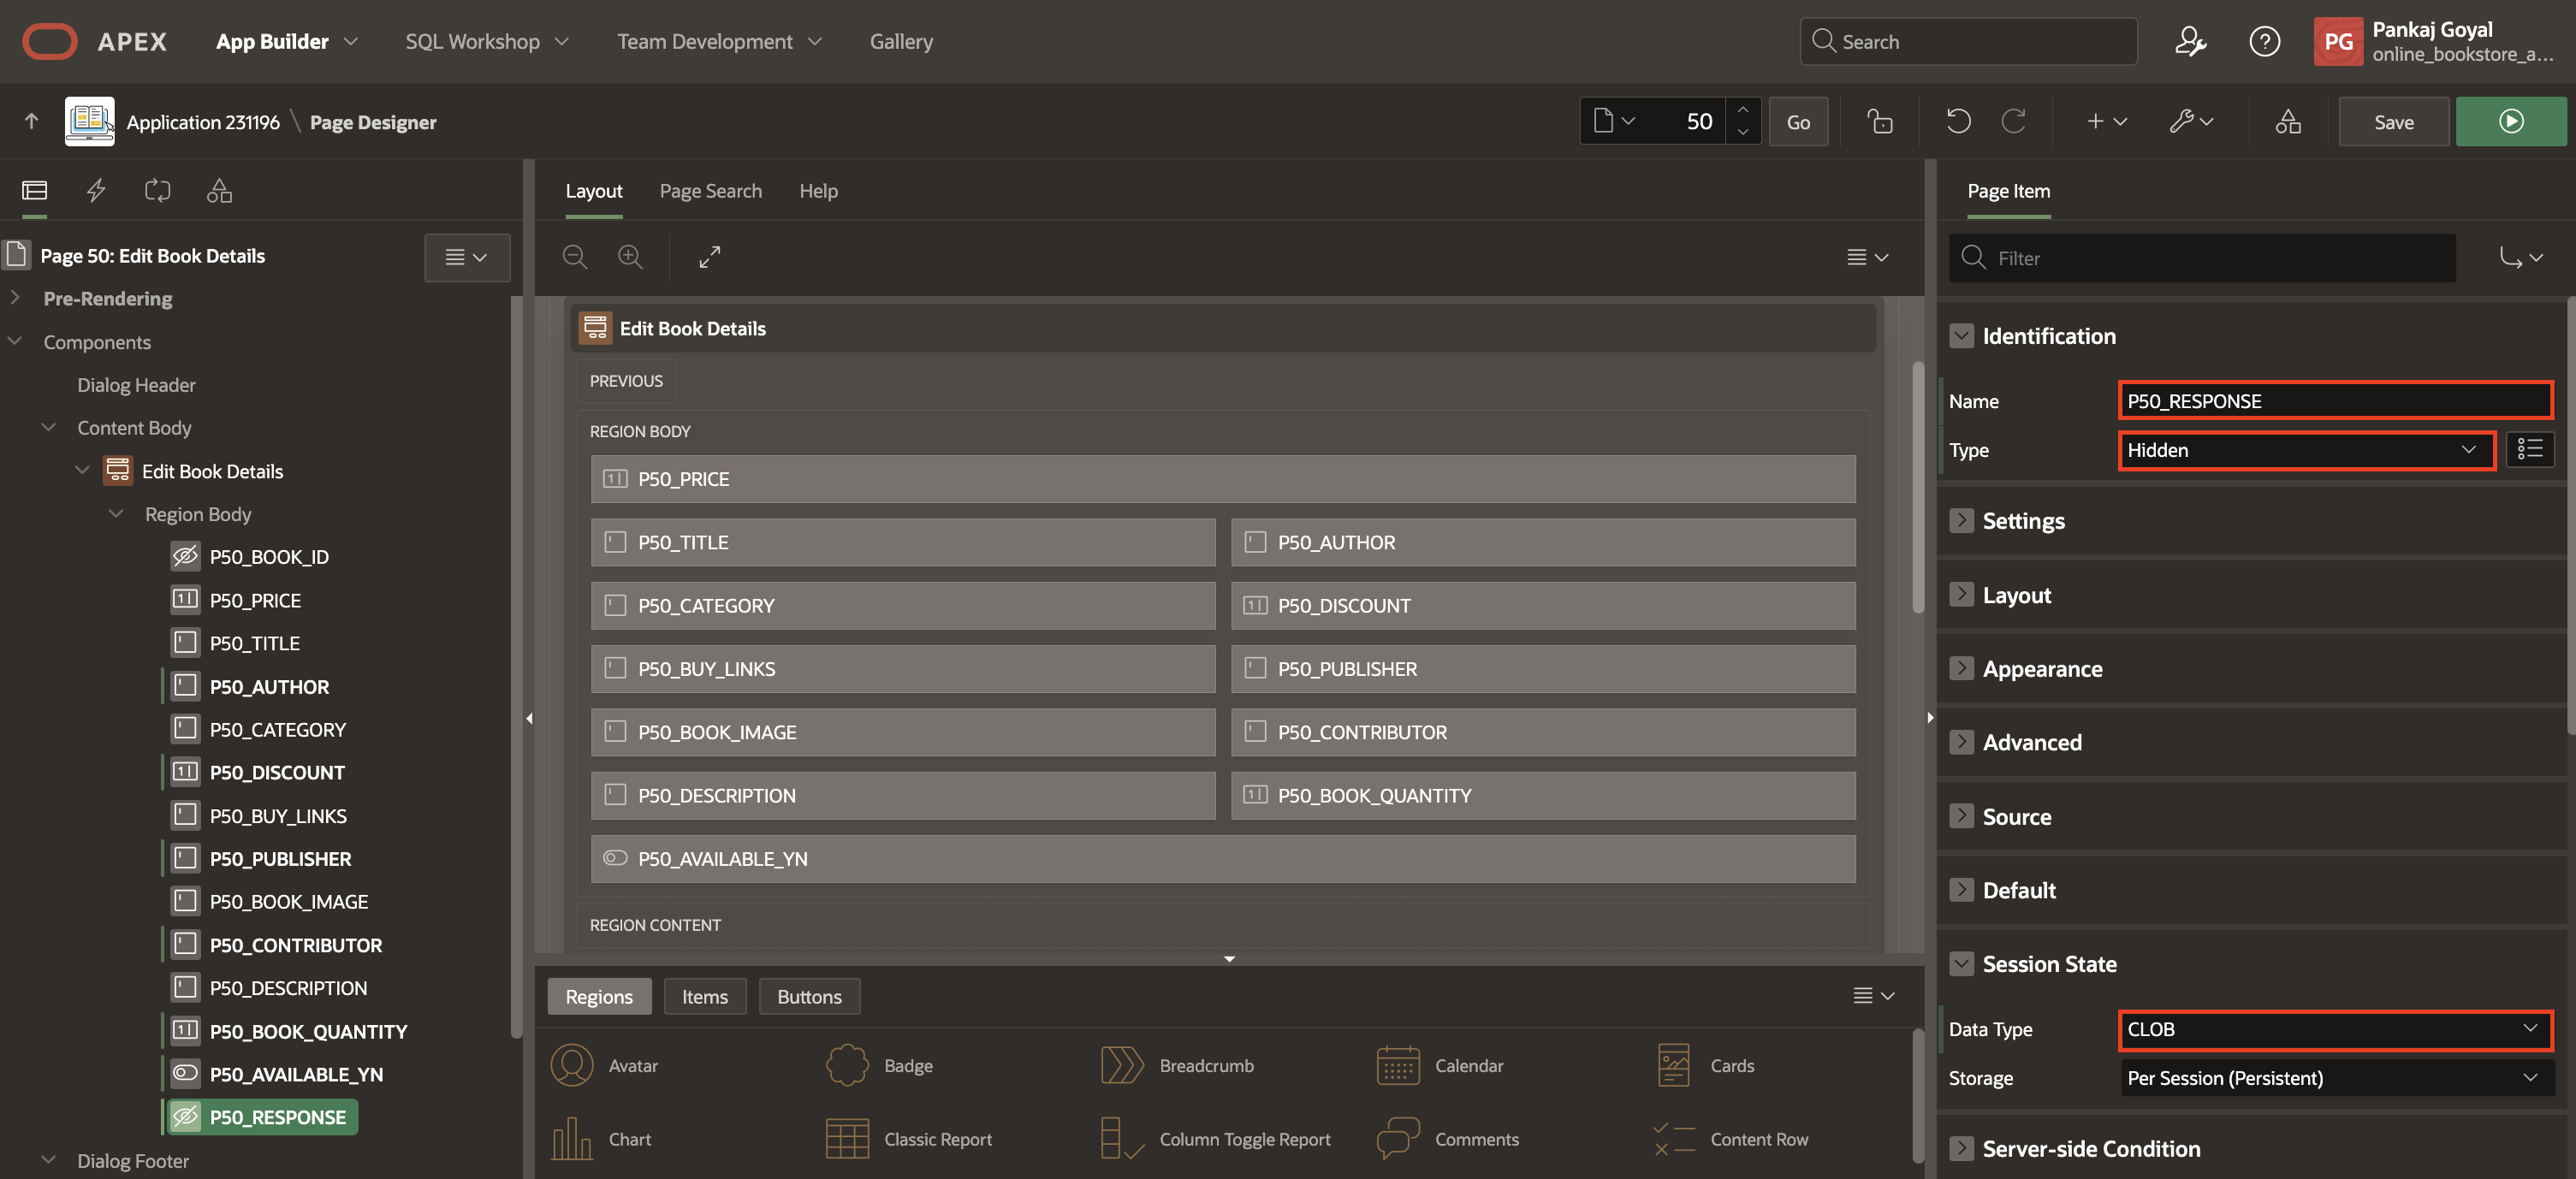 APEX App Builder SQL Workshop Team Development Gallery Search PG Pankaj Goyal
online_bookstore_a...
Application 231196 \ Page Designer 50 Go Save
Layout Page Search Help
Page Item
Page 50: Edit Book Details
Filter
Pre-Rendering
Components
Dialog Header
Content Body
Edit Book Details
Region Body
P50_BOOK_ID
P50_PRICE
P50_TITLE
P50_AUTHOR
P50_CATEGORY
P50_DISCOUNT
P50_BUY_LINKS
P50_PUBLISHER
P50_BOOK_IMAGE
P50_CONTRIBUTOR
P50_DESCRIPTION
P50_BOOK_QUANTITY
P50_AVAILABLE_YN
P50_RESPONSE
Dialog Footer
Edit Book Details
PREVIOUS
REGION BODY
P50_PRICE
P50_TITLE P50_AUTHOR
P50_CATEGORY P50_DISCOUNT
P50_BUY_LINKS P50_PUBLISHER
P50_BOOK_IMAGE P50_CONTRIBUTOR
P50_DESCRIPTION P50_BOOK_QUANTITY
P50_AVAILABLE_YN
REGION CONTENT
Regions Items Buttons
Avatar Badge Breadcrumb Calendar Cards
Chart Classic Report Column Toggle Report Comments Content Row
Identification
Name P50_RESPONSE
Type Hidden
Settings
Layout
Appearance
Advanced
Source
Default
Session State
Data Type CLOB
Storage Per Session (Persistent)
Server-side Condition